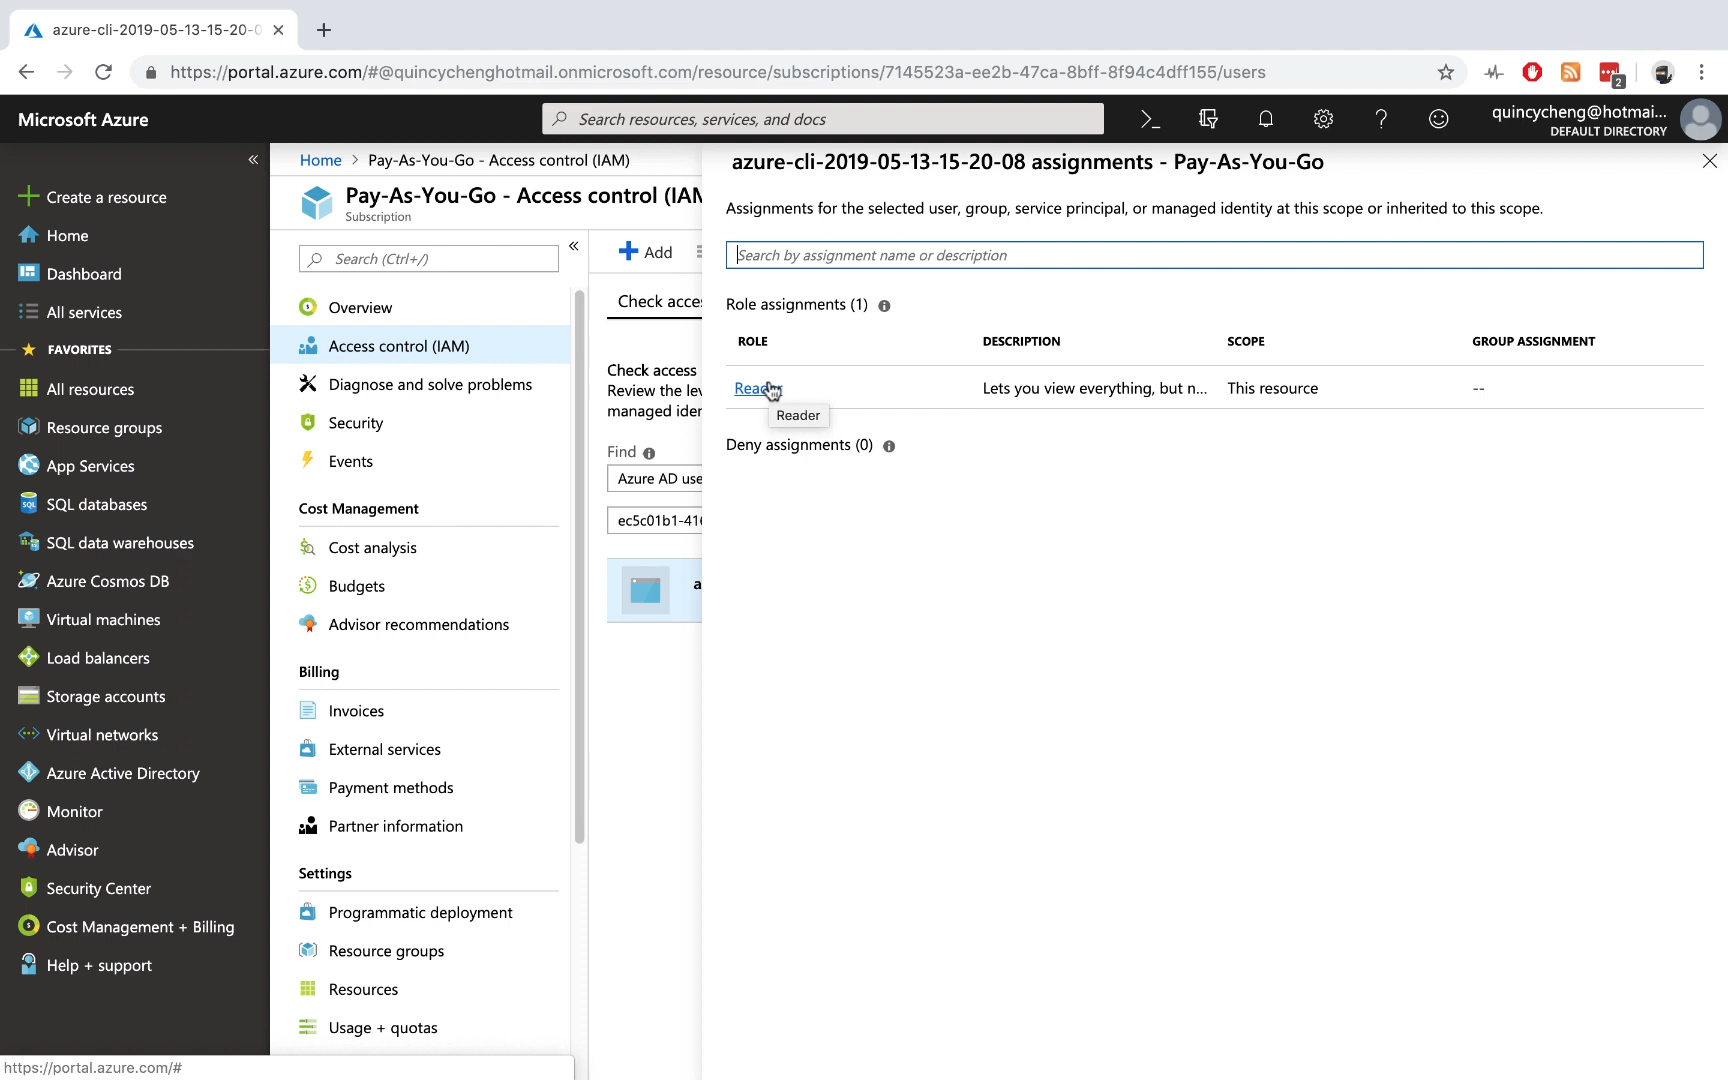 azure-cli-2019-05-13-15-20-0
https://portal.azure.com/#@quincychenghotmail.onmicrosoft.com/resource/subscriptions/7145523a-ee2b-47ca-8bff-8f94c4dff155/users
2
Microsoft Azure
Search resources, services, and docs
quincycheng@hotmai...
DEFAULT DIRECTORY
Create a resource
Home
Dashboard
All services
FAVORITES
All resources
Resource groups
App Services
SQL databases
SQL data warehouses
Azure Cosmos DB
Virtual machines
Load balancers
Storage accounts
Virtual networks
Azure Active Directory
Monitor
Advisor
Security Center
Cost Management + Billing
Help + support
https://portal.azure.com/#
Home > Pay-As-You-Go - Access control (IAM)
Pay-As-You-Go - Access control (IAM
Subscription
Search (Ctrl+/)
Overview
Access control (IAM)
Diagnose and solve problems
Security
Events
Cost Management
Cost analysis
Budgets
Advisor recommendations
Billing
Invoices
External services
Payment methods
Partner information
Settings
Programmatic deployment
Resource groups
Resources
Usage + quotas
Add
Check acces
Check access
Review the lev
managed iden
Find
Azure AD use
ec5c01b1-416
a
azure-cli-2019-05-13-15-20-08 assignments - Pay-As-You-Go
Assignments for the selected user, group, service principal, or managed identity at this scope or inherited to this scope.
Search by assignment name or description
Role assignments (1)
ROLE DESCRIPTION SCOPE GROUP ASSIGNMENT
Reader Lets you view everything, but n... This resource --
Reader
Deny assignments (0)